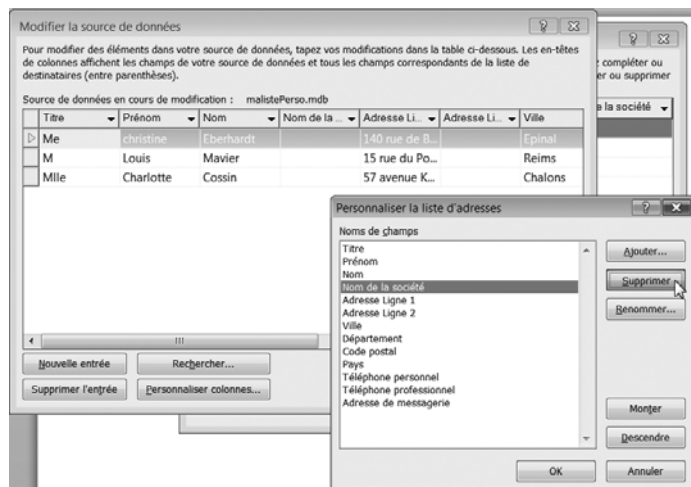 Modifier la source de données
Pour modifier des éléments dans votre source de données, tapez vos modifications dans la table ci-dessous. Les en-têtes
de colonnes affichent les champs de votre source de données et tous les champs correspondants de la liste de
destinataires (entre parenthèses).
Source de données en cours de modification : malistePerso.mdb
Titre Prénom Nom Nom de la ... Adresse Li... Adresse Li... Ville
Me christine Eberhardt 140 rue de B... Epinal
M Louis Mavier 15 rue du Po... Reims
Mlle Charlotte Cossin 57 avenue K... Chalons
Nouvelle entrée Rechercher...
Supprimer l'entrée Personnaliser colonnes...
compléter ou
er ou supprimer
la société
Personnaliser la liste d'adresses
Noms de champs
Titre
Prénom
Nom
Nom de la société
Adresse Ligne 1
Adresse Ligne 2
Ville
Département
Code postal
Pays
Téléphone personnel
Téléphone professionnel
Adresse de messagerie
Ajouter...
Supprimer
Renommer...
Monter
Descendre
OK Annuler